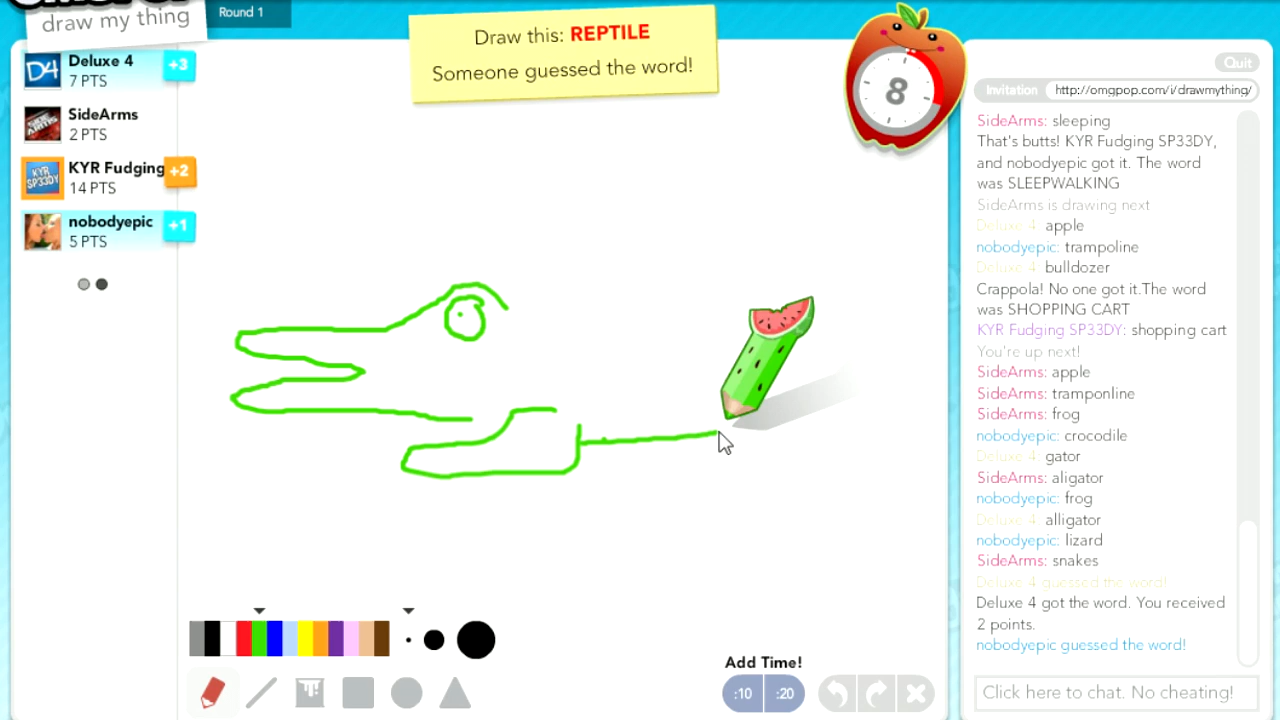 draw my thing
Round 1
Draw this: REPTILE
Someone guessed the word!
8
D4
Deluxe 4
7 PTS
+3
SideArms
2 PTS
KYR
SP33DY
KYR Fudging
14 PTS
+2
nobodyepic
5 PTS
+1
Quit
Invitation
http://omgpop.com/i/drawmything/
SideArms: sleeping
That's butts! KYR Fudging SP33DY,
and nobodyepic got it. The word
was SLEEPWALKING
SideArms is drawing next
Deluxe 4: apple
nobodyepic: trampoline
Deluxe 4: bulldozer
Crappola! No one got it.The word
was SHOPPING CART
KYR Fudging SP33DY: shopping cart
You're up next!
SideArms: apple
SideArms: tramponline
SideArms: frog
nobodyepic: crocodile
Deluxe 4: gator
SideArms: aligator
nobodyepic: frog
Deluxe 4: alligator
nobodyepic: lizard
SideArms: snakes
Deluxe 4 guessed the word!
Deluxe 4 got the word. You received
2 points.
nobodyepic guessed the word!
Click here to chat. No cheating!
Add Time!
:10
:20